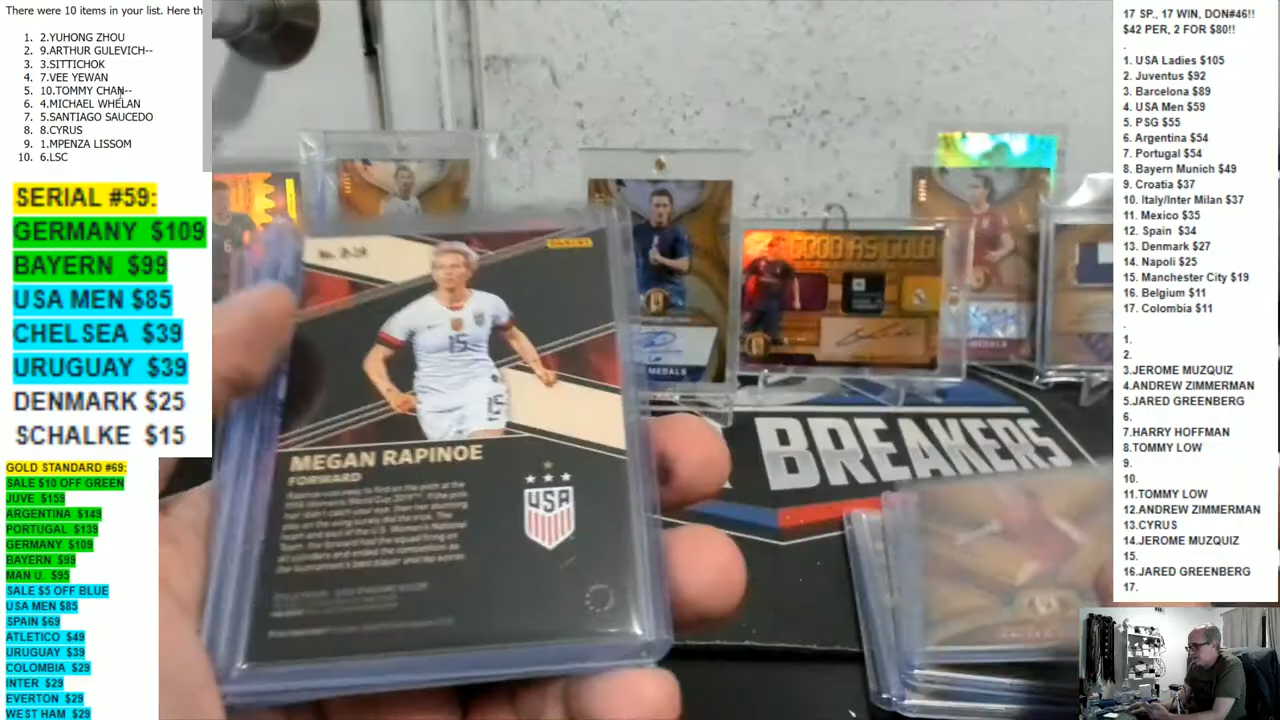 There were 10 items in your list. Here th
1. 2.YUHONG ZHOU
2. 9.ARTHUR GULEVICH--
3. 3.SITTICHOK
4. 7.VEE YEWAN
5. 10.TOMMY CHAN--
6. 4.MICHAEL WHELAN
7. 5.SANTIAGO SAUCEDO
8. 8.CYRUS
9. 1.MPENZA LISSOM
10. 6.LSC
SERIAL #59:
GERMANY $109
BAYERN $99
USA MEN $85
CHELSEA $39
URUGUAY $39
DENMARK $25
SCHALKE $15
GOLD STANDARD #69:
SALE $10 OFF GREEN
JUVE $159
ARGENTINA $149
PORTUGAL $139
GERMANY $109
BAYERN $99
MAN U. $95
SALE $5 OFF BLUE
USA MEN $85
SPAIN $69
ATLETICO $49
URUGUAY $39
COLOMBIA $29
INTER $29
EVERTON $29
WEST HAM $29
PANINI
15
15
MEGAN RAPINOE
FORWARD
USA
GOOD AS GOLD
MEDALS
BREAKERS
17 SP., 17 WIN, DON#46!!
$42 PER, 2 FOR $80!!
.
1. USA Ladies $105
2. Juventus $92
3. Barcelona $89
4. USA Men $59
5. PSG $55
6. Argentina $54
7. Portugal $54
8. Bayern Munich $49
9. Croatia $37
10. Italy/Inter Milan $37
11. Mexico $35
12. Spain $34
13. Denmark $27
14. Napoli $25
15. Manchester City $19
16. Belgium $11
17. Colombia $11
.
1.
2.
3.JEROME MUZQUIZ
4.ANDREW ZIMMERMAN
5.JARED GREENBERG
6.
7.HARRY HOFFMAN
8.TOMMY LOW
9.
10.
11.TOMMY LOW
12.ANDREW ZIMMERMAN
13.CYRUS
14.JEROME MUZQUIZ
15.
16.JARED GREENBERG
17.